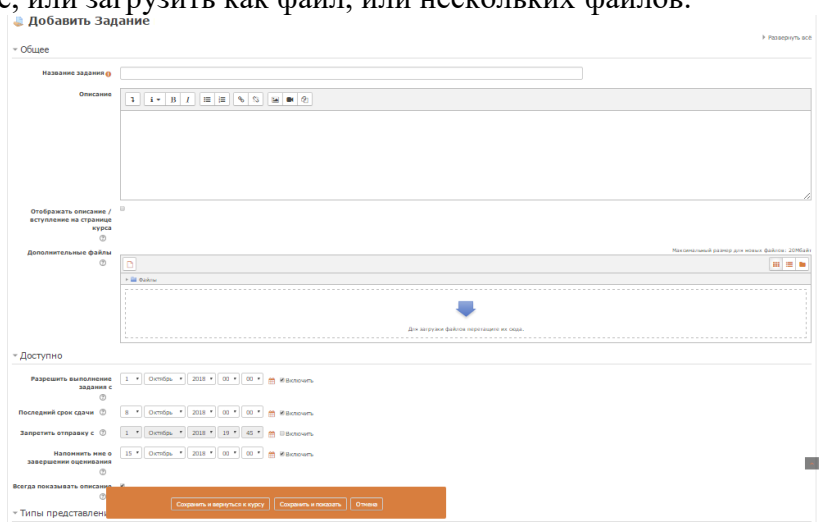 е, или загрузить как файл, или нескольких файлов.
Добавить Задание
Развернуть всё
Общее
Название задания
Описание
Отображать описание /
вступление на странице
курса
Дополнительные файлы
Максимальный размер для новых файлов: 20Мбайт
Файлы
Для загрузки файлов перетащите их сюда.
Доступно
Разрешить выполнение
задания с
1 Октябрь 2018 00 00 Включить
Последний срок сдачи 8 Октябрь 2018 00 00 Включить
Запретить отправку с 1 Октябрь 2018 19 45 Включить
Напомнить мне о
завершении оценивания
15 Октябрь 2018 00 00 Включить
Всегда показывать описание
Сохранить и вернуться к курсу Сохранить и показать Отмена
Типы представлен